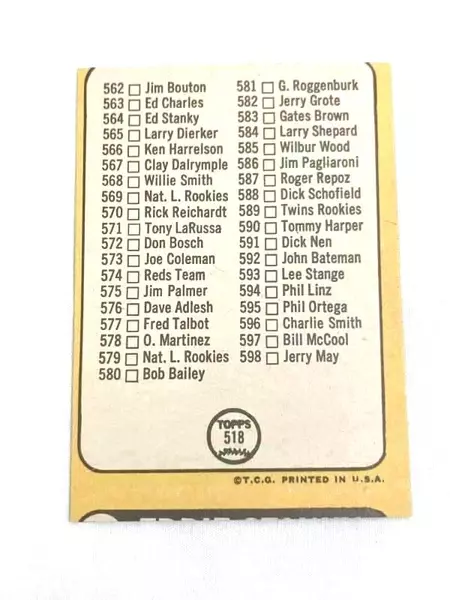 562 Jim Bouton
563 Ed Charles
564 Ed Stanky
565 Larry Dierker
566 Ken Harrelson
567 Clay Dalrymple
568 Willie Smith
569 Nat. L. Rookies
570 Rick Reichardt
571 Tony LaRussa
572 Don Bosch
573 Joe Coleman
574 Reds Team
575 Jim Palmer
576 Dave Adlesh
577 Fred Talbot
578 O. Martinez
579 Nat. L. Rookies
580 Bob Bailey
581 G. Roggenburk
582 Jerry Grote
583 Gates Brown
584 Larry Shepard
585 Wilbur Wood
586 Jim Pagliaroni
587 Roger Repoz
588 Dick Schofield
589 Twins Rookies
590 Tommy Harper
591 Dick Nen
592 John Bateman
593 Lee Stange
594 Phil Linz
595 Phil Ortega
596 Charlie Smith
597 Bill McCool
598 Jerry May
TOPPS
518
©T.C.G. PRINTED IN U.S.A.